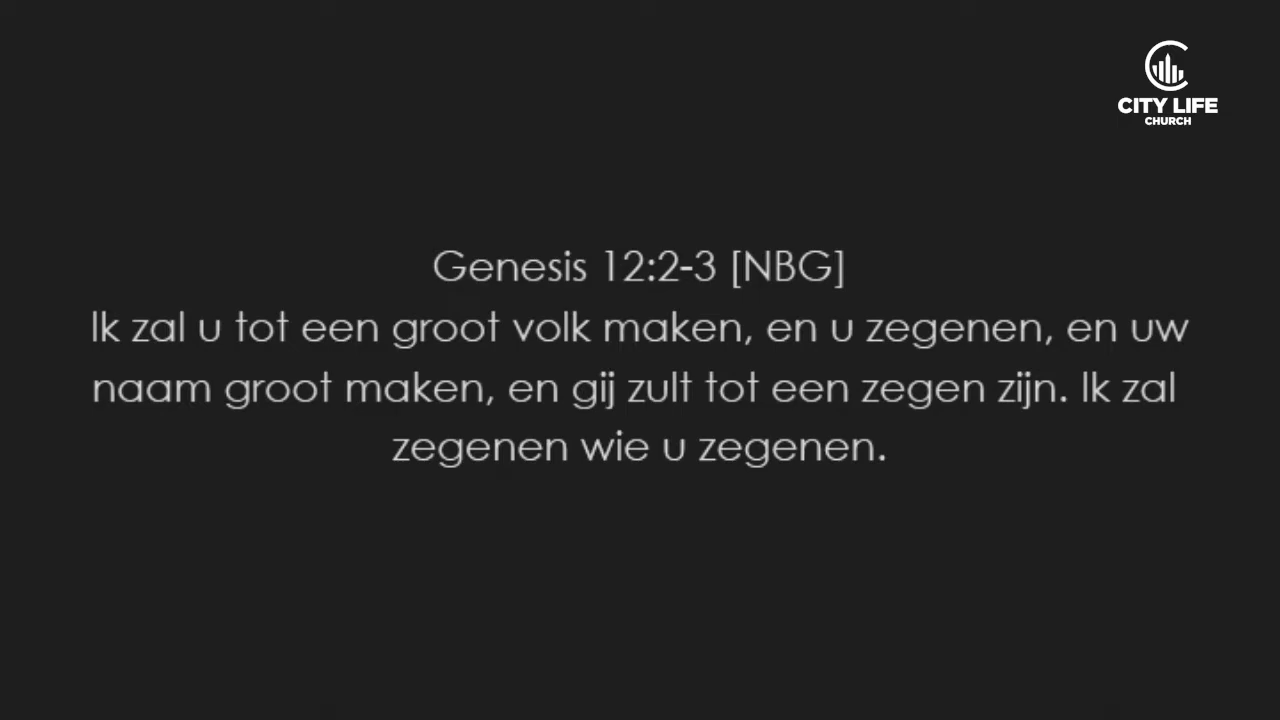 CITY LIFE
CHURCH
Genesis 12:2-3 [NBG]
Ik zal u tot een groot volk maken, en u zegenen, en uw
naam groot maken, en gij zult tot een zegen zijn. Ik zal
zegenen wie u zegenen.